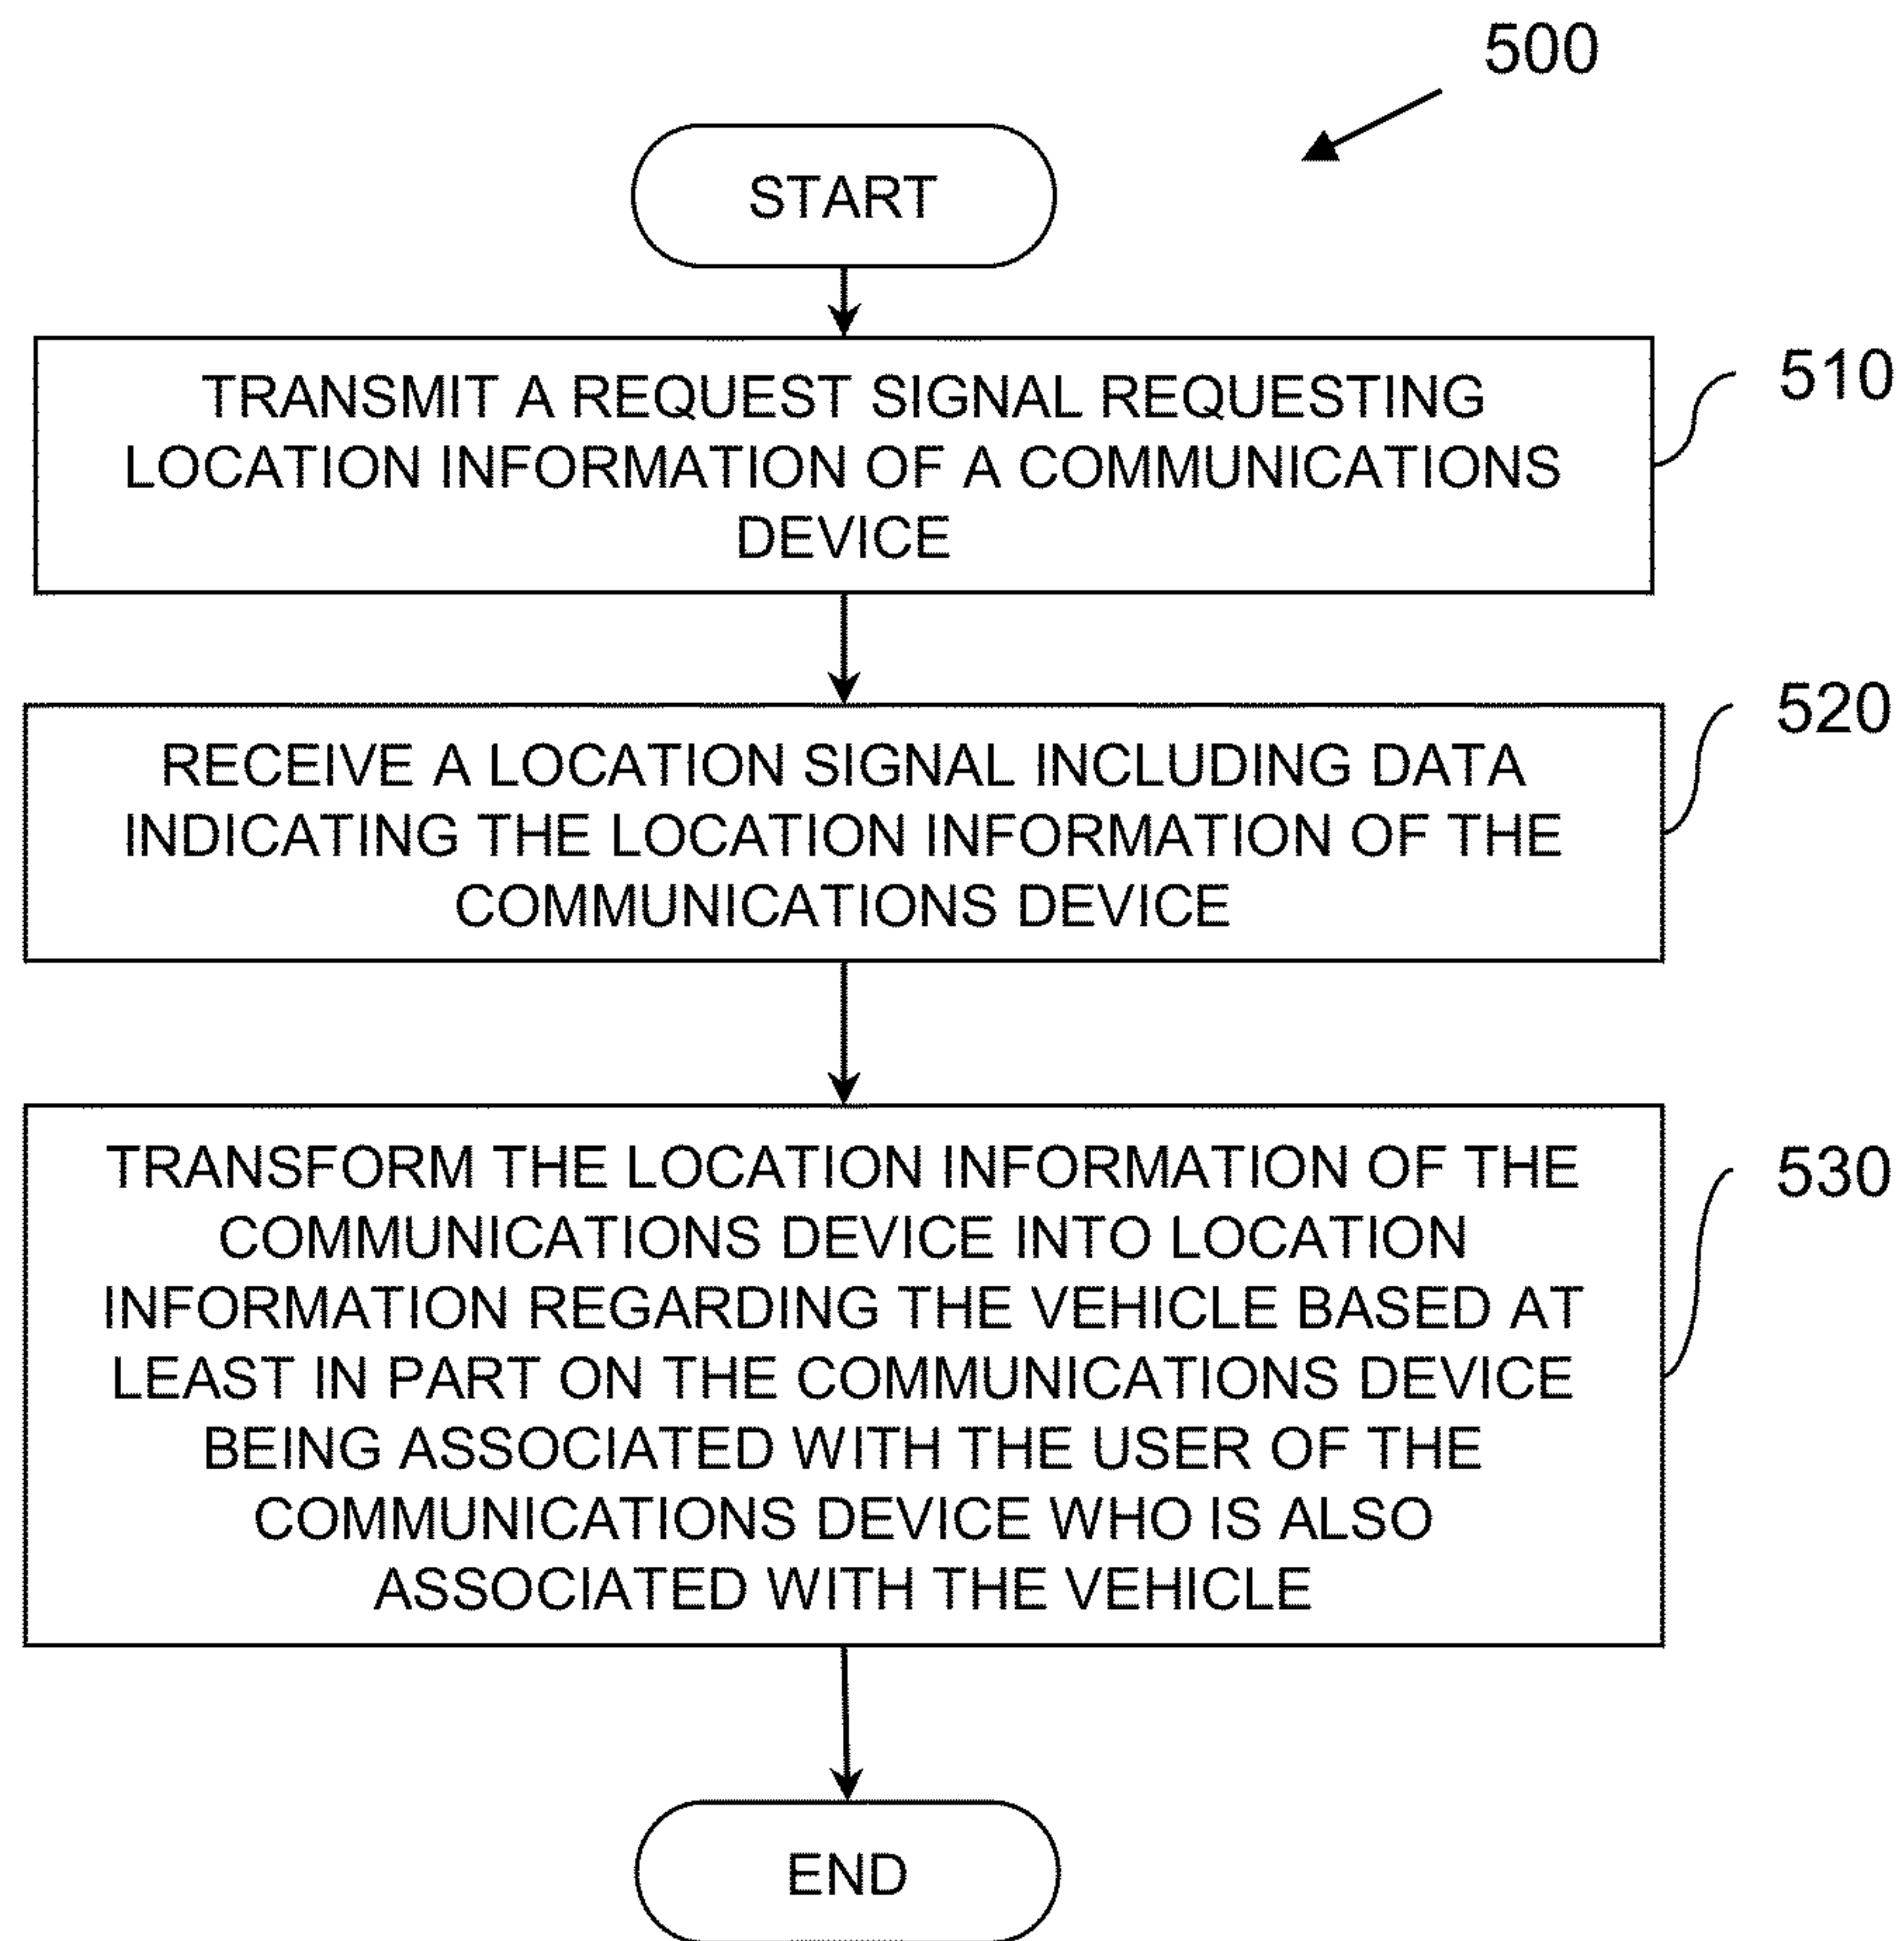 500
START
TRANSMIT A REQUEST SIGNAL REQUESTING
LOCATION INFORMATION OF A COMMUNICATIONS
DEVICE
510
RECEIVE A LOCATION SIGNAL INCLUDING DATA
INDICATING THE LOCATION INFORMATION OF THE
COMMUNICATIONS DEVICE
520
TRANSFORM THE LOCATION INFORMATION OF THE
COMMUNICATIONS DEVICE INTO LOCATION
INFORMATION REGARDING THE VEHICLE BASED AT
LEAST IN PART ON THE COMMUNICATIONS DEVICE
BEING ASSOCIATED WITH THE USER OF THE
COMMUNICATIONS DEVICE WHO IS ALSO
ASSOCIATED WITH THE VEHICLE
530
END